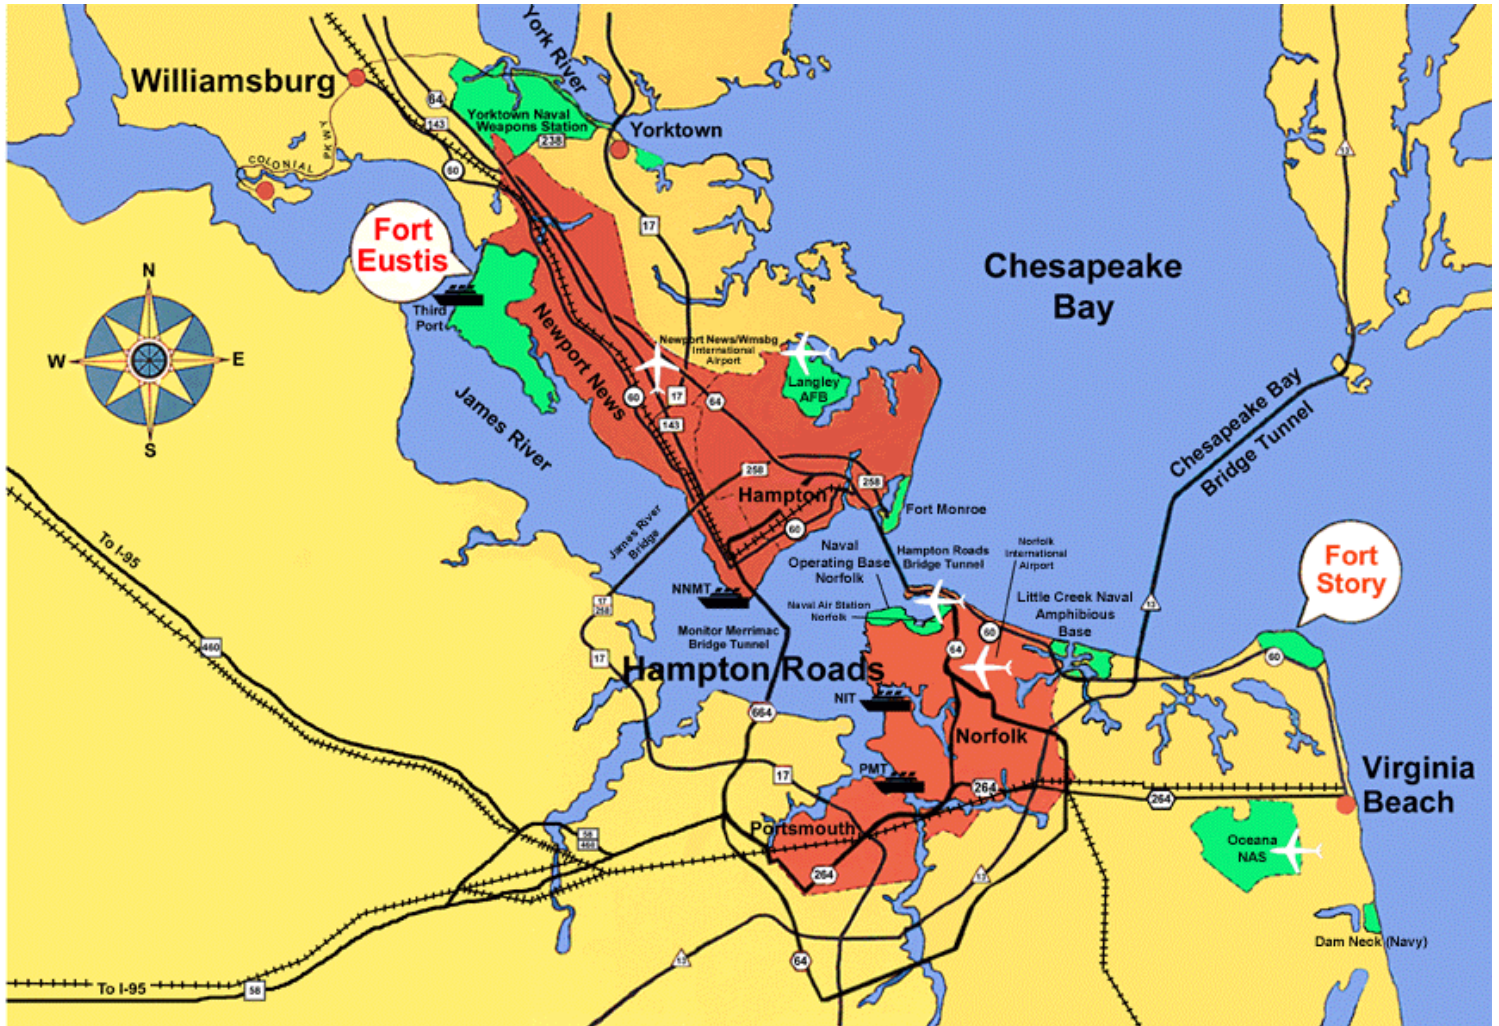 Williamsburg
York River
64
143
Yorktown Naval
Weapons Station
238
Yorktown
60
COLONIAL
PKWY
17
Fort
Eustis
Third
Port
N
W
E
S
Chesapeake
Bay
13
Newport News
Newport News/Wmsbg
International
Airport
Langley
AFB
60
17
64
143
James River
258
258
Hampton
60
Fort Monroe
Chesapeake Bay
Bridge Tunnel
To I-95
James River
Bridge
Naval
Operating Base
Norfolk
Hampton Roads
Bridge Tunnel
Norfolk
International
Airport
Fort
Story
NNMT
17
258
Naval Air Station
Norfolk
Little Creek Naval
Amphibious
Base
13
60
Monitor Merrimac
Bridge Tunnel
460
17
Hampton Roads
64
60
NIT
664
Norfolk
PMT
17
264
264
Virginia
Beach
58
460
Portsmouth
Oceana
NAS
264
13
Dam Neck (Navy)
13
64
To I-95
58